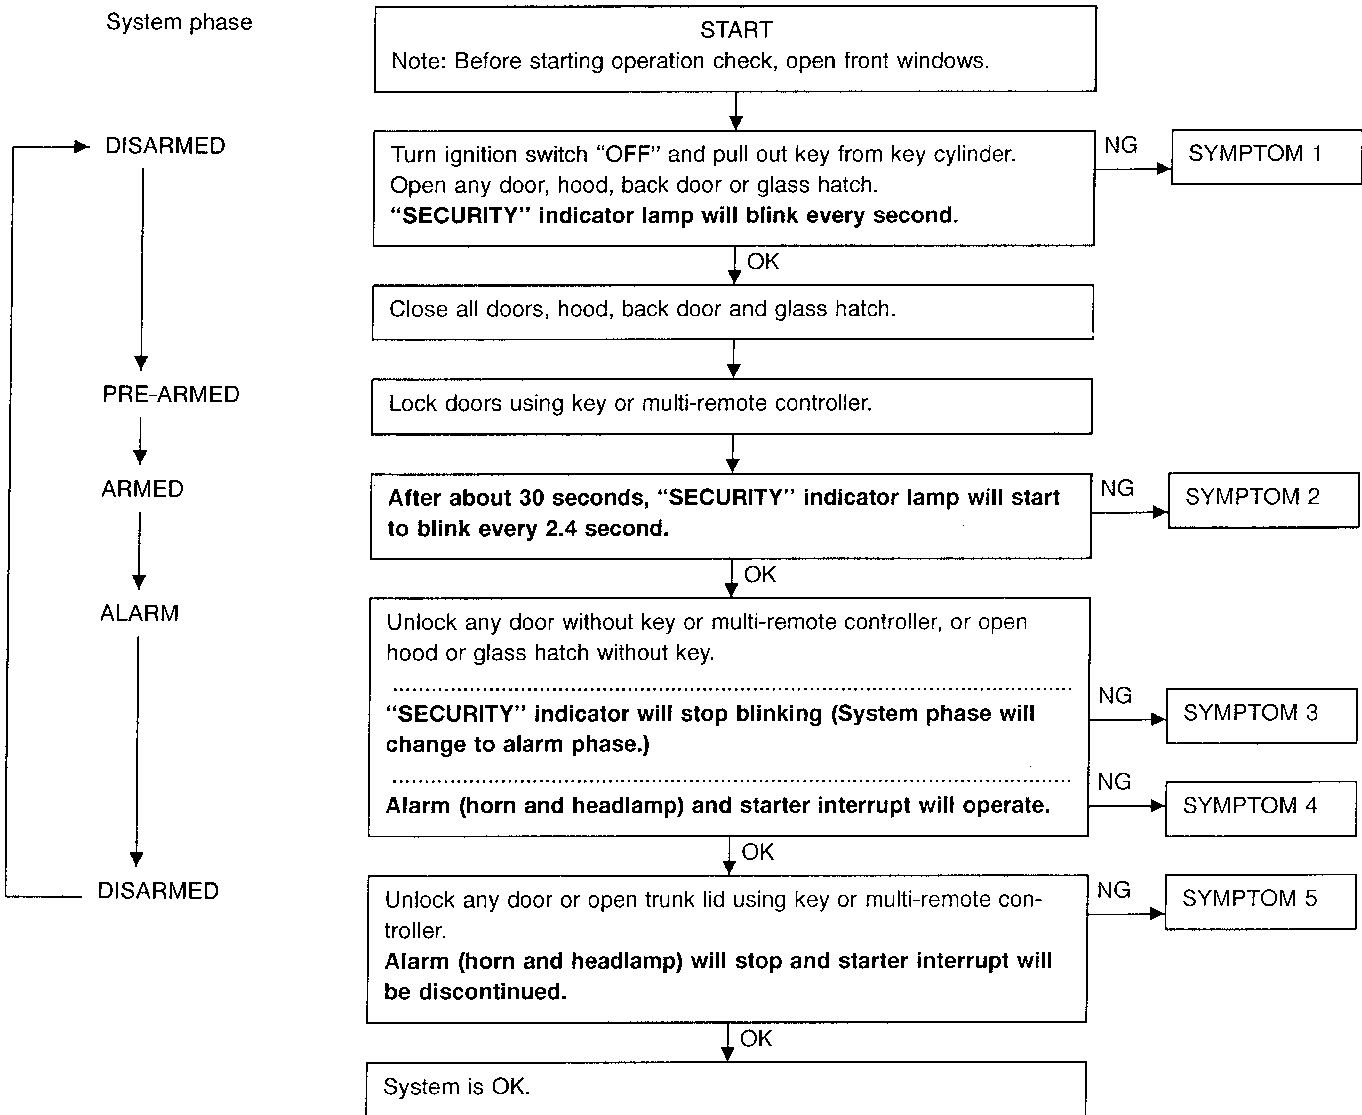 System phase
START
Note: Before starting operation check, open front windows.
DISARMED
Turn ignition switch “OFF” and pull out key from key cylinder.
Open any door, hood, back door or glass hatch.
“SECURITY” indicator lamp will blink every second.
NG
SYMPTOM 1
OK
Close all doors, hood, back door and glass hatch.
PRE-ARMED
Lock doors using key or multi-remote controller.
ARMED
After about 30 seconds, “SECURITY” indicator lamp will start
to blink every 2.4 second.
NG
SYMPTOM 2
OK
ALARM
Unlock any door without key or multi-remote controller, or open
hood or glass hatch without key.
“SECURITY” indicator will stop blinking (System phase will
change to alarm phase.)
NG
SYMPTOM 3
Alarm (horn and headlamp) and starter interrupt will operate.
NG
SYMPTOM 4
OK
DISARMED
Unlock any door or open trunk lid using key or multi-remote con-
troller.
Alarm (horn and headlamp) will stop and starter interrupt will
be discontinued.
NG
SYMPTOM 5
OK
System is OK.